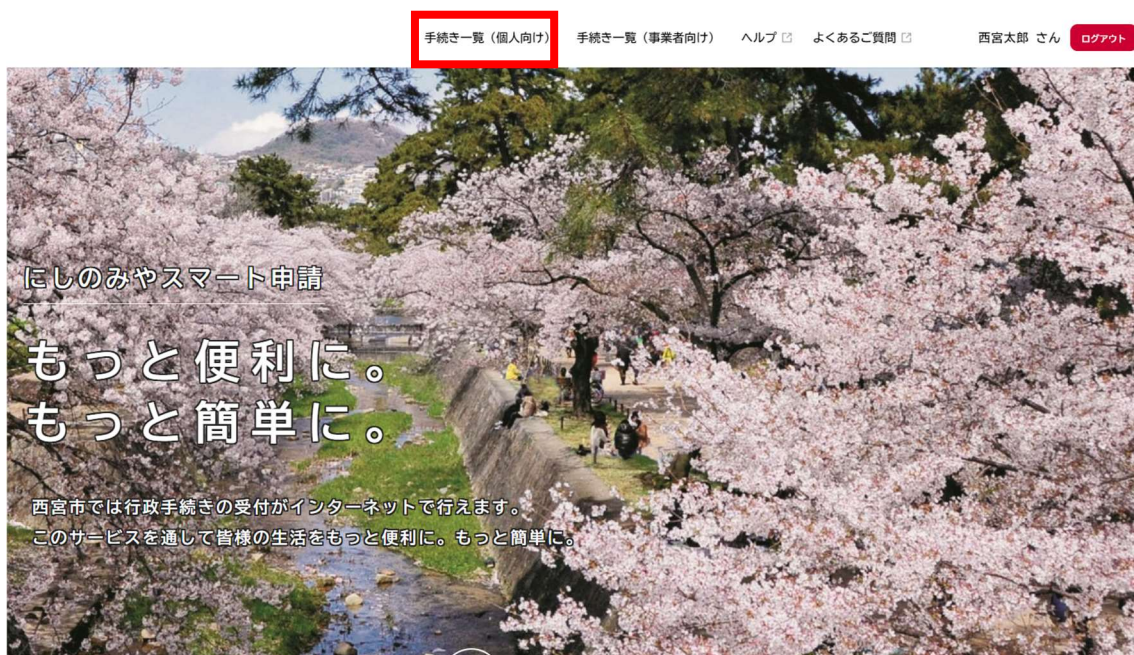 手続き一覧（個人向け） 手続き一覧（事業者向け） ヘルプ よくあるご質問 西宮太郎 さん ログアウト
にしのみやスマート申請
もっと便利に。
もっと簡単に。
西宮市では行政手続きの受付がインターネットで行えます。
このサービスを通して皆様の生活をもっと便利に。もっと簡単に。